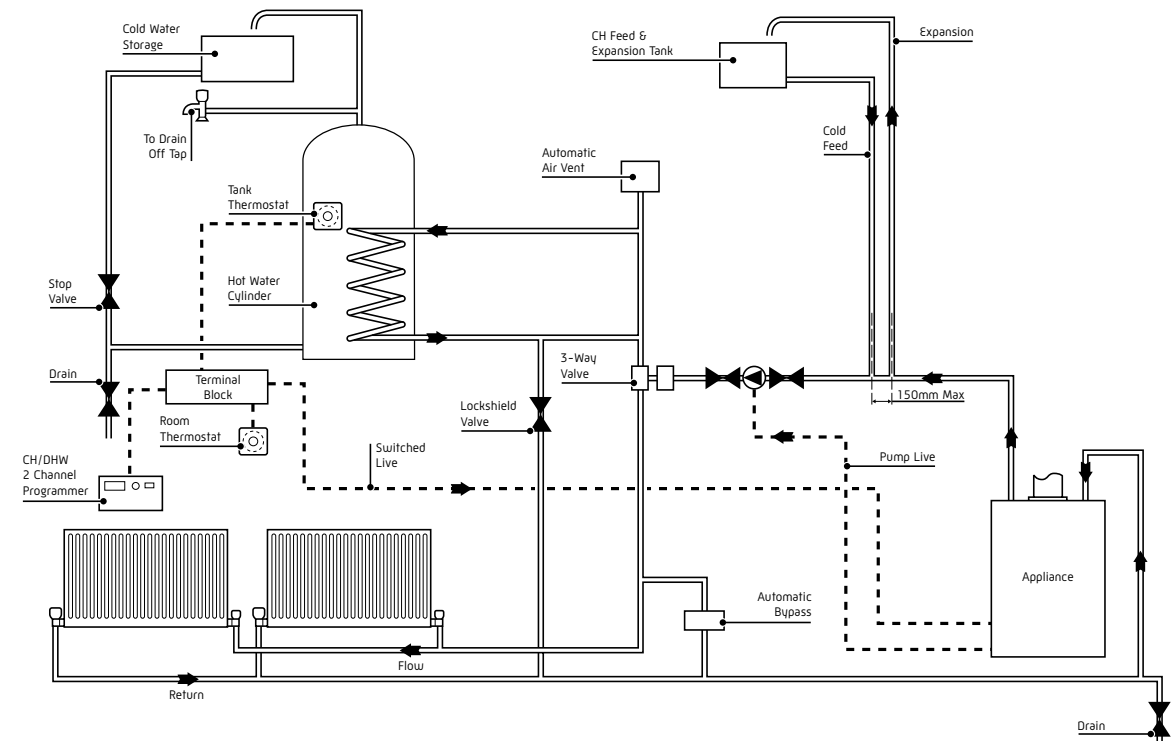 Cold Water
Storage
CH Feed &
Expansion Tank
Expansion
To Drain
Off Tap
Cold
Feed
Automatic
Air Vent
Tank
Thermostat
Stop
Valve
Hot Water
Cylinder
3-Way
Valve
Drain
Terminal
Block
150mm Max
Lockshield
Valve
Room
Thermostat
Switched
Live
Pump Live
CH/DHW
2 Channel
Programmer
Appliance
Automatic
Bypass
Flow
Return
Drain